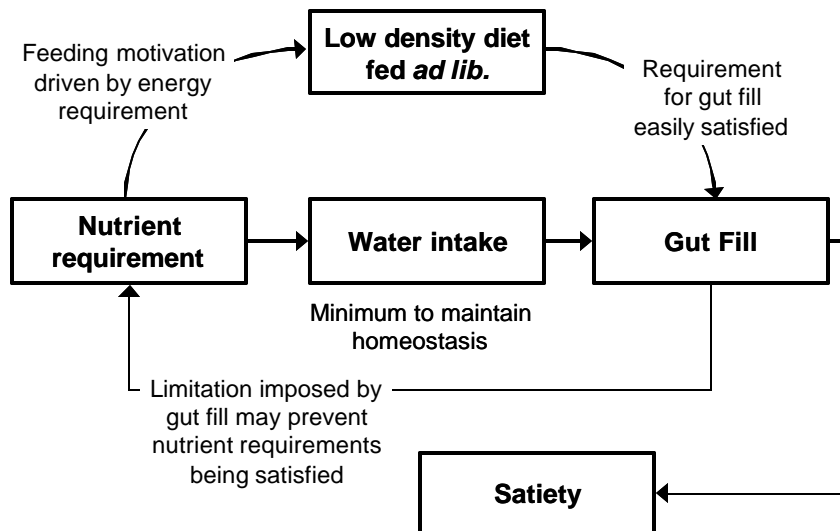 Feeding motivation
driven by energy
requirement
Low density diet
fed ad lib.
Requirement
for gut fill
easily satisfied
Nutrient
requirement
Water intake
Gut Fill
Minimum to maintain
homeostasis
Limitation imposed by
gut fill may prevent
nutrient requirements
being satisfied
Satiety